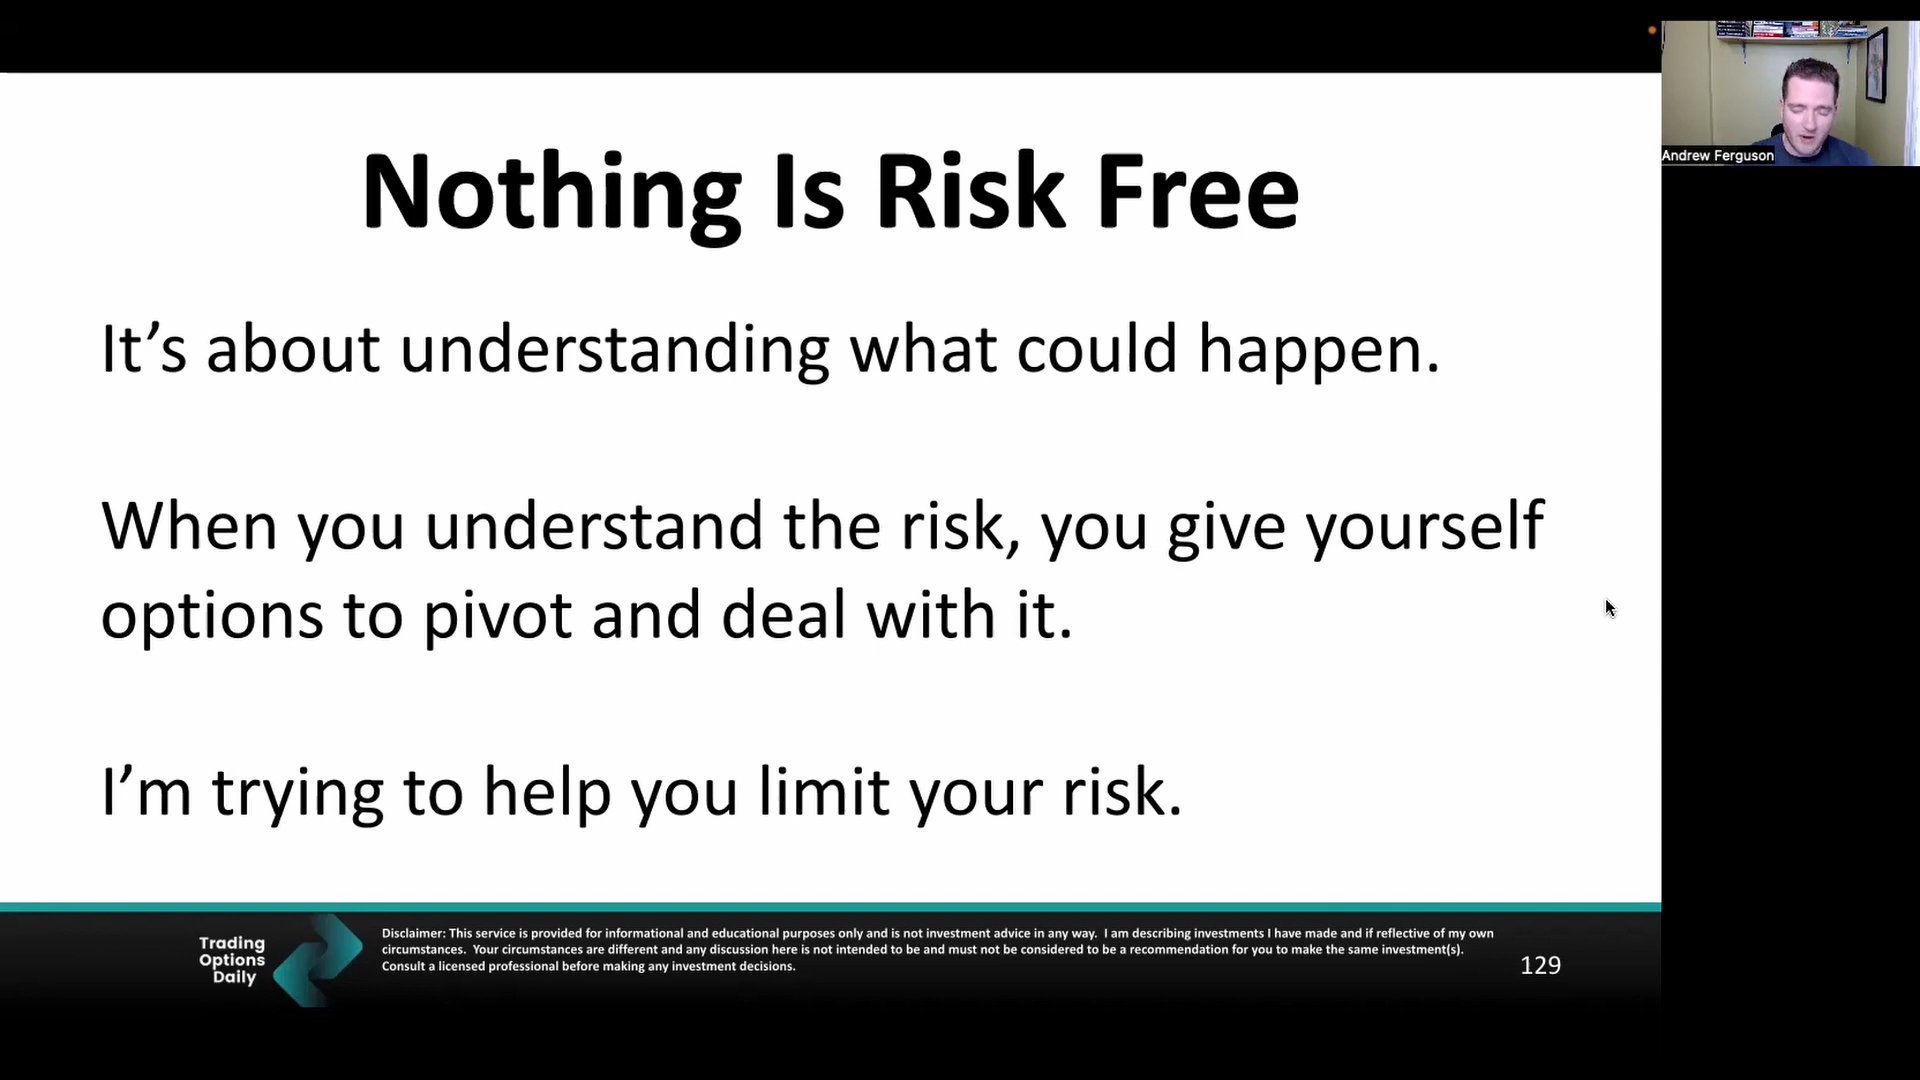 Nothing Is Risk Free
It’s about understanding what could happen.
When you understand the risk, you give yourself
options to pivot and deal with it.
I’m trying to help you limit your risk.
Trading
Options
Daily
Disclaimer: This service is provided for informational and educational purposes only and is not investment advice in any way.  I am describing investments I have made and if reflective of my own
circumstances.  Your circumstances are different and any discussion here is not intended to be and must not be considered to be a recommendation for you to make the same investment(s).
Consult a licensed professional before making any investment decisions.
129
Andrew Ferguson